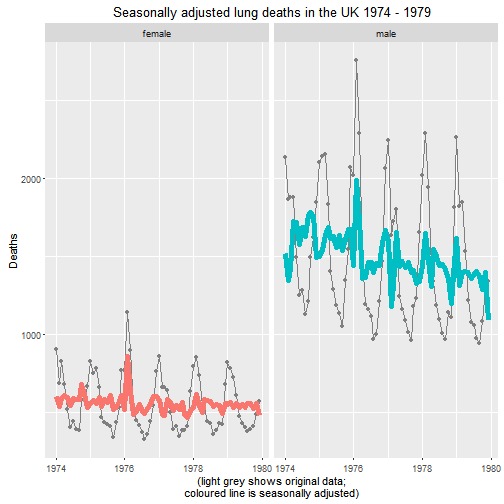 Seasonally adjusted lung deaths in the UK 1974 - 1979
female
male
Deaths
2000
1000
1974 1976 1978 1980 1974 1976 1978 1980
(light grey shows original data;
coloured line is seasonally adjusted)